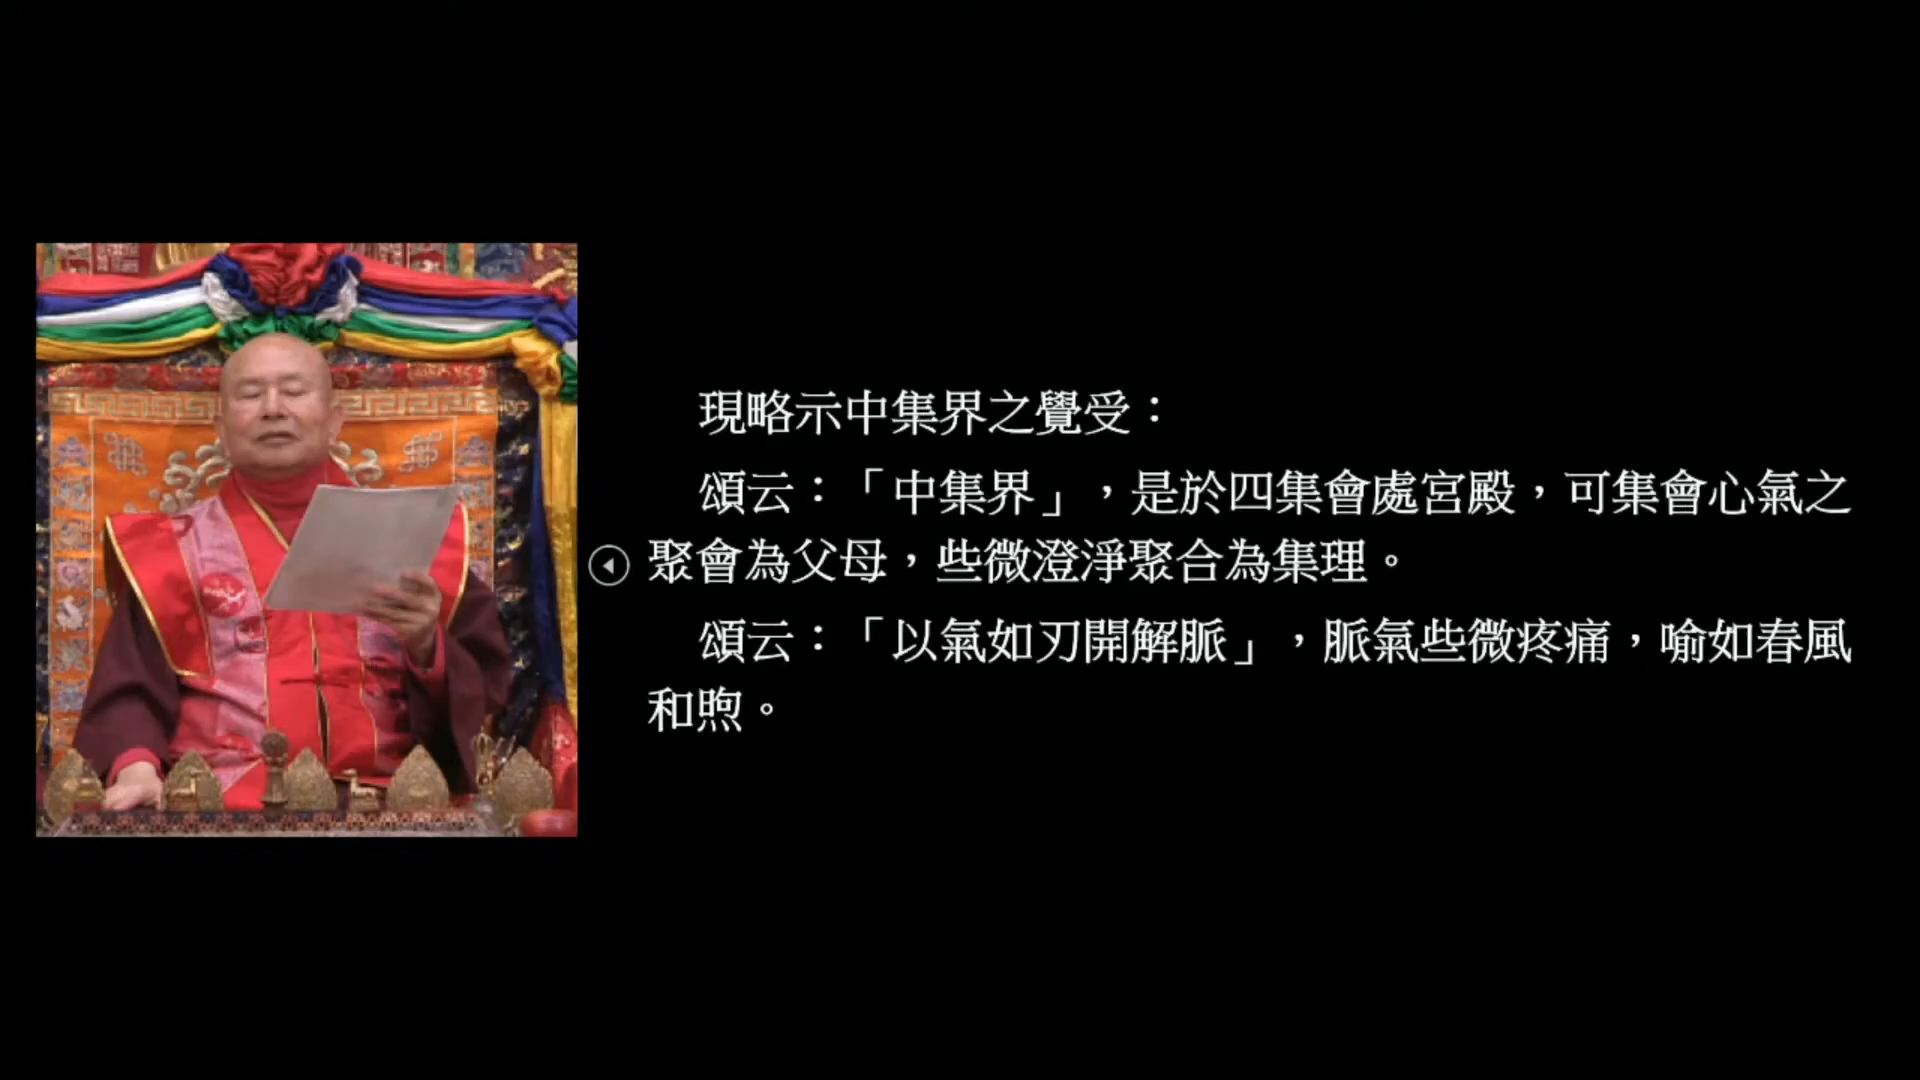 現略示中集界之覺受：
頌云：「中集界」，是於四集會處宮殿，可集會心氣之
聚會為父母，些微澄淨聚合為集理。
頌云：「以氣如刃開解脈」，脈氣些微疼痛，喻如春風
和煦。